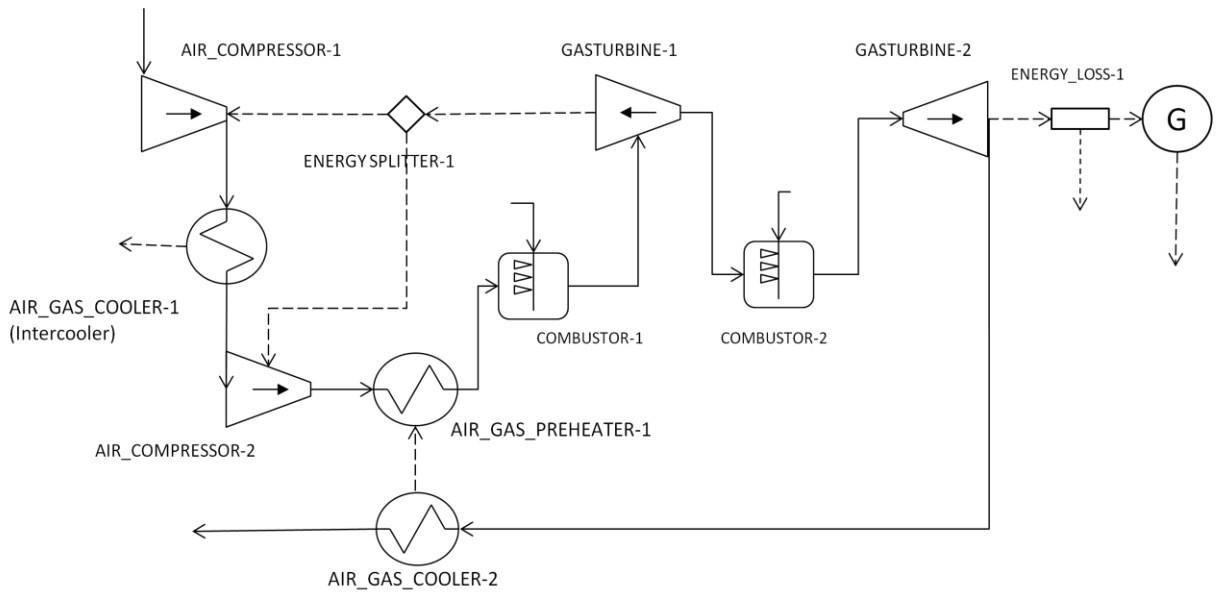 AIR_COMPRESSOR-1
GASTURBINE-1
GASTURBINE-2
ENERGY_LOSS-1
G
ENERGY SPLITTER-1
AIR_GAS_COOLER-1
(Intercooler)
COMBUSTOR-1
COMBUSTOR-2
AIR_GAS_PREHEATER-1
AIR_COMPRESSOR-2
AIR_GAS_COOLER-2